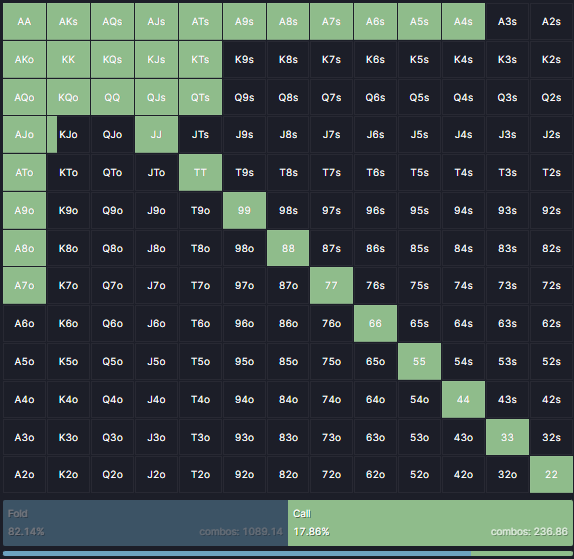 AA AKs AQs AJs ATs A9s A8s A7s A6s A5s A4s A3s A2s
AKo KK KQs KJs KTs K9s K8s K7s K6s K5s K4s K3s K2s
AQo KQo QQ QJs QTs Q9s Q8s Q7s Q6s Q5s Q4s Q3s Q2s
AJo KJo QJo JJ JTs J9s J8s J7s J6s J5s J4s J3s J2s
ATo KTo QTo JTo TT T9s T8s T7s T6s T5s T4s T3s T2s
A9o K9o Q9o J9o T9o 99 98s 97s 96s 95s 94s 93s 92s
A8o K8o Q8o J8o T8o 98o 88 87s 86s 85s 84s 83s 82s
A7o K7o Q7o J7o T7o 97o 87o 77 76s 75s 74s 73s 72s
A6o K6o Q6o J6o T6o 96o 86o 76o 66 65s 64s 63s 62s
A5o K5o Q5o J5o T5o 95o 85o 75o 65o 55 54s 53s 52s
A4o K4o Q4o J4o T4o 94o 84o 74o 64o 54o 44 43s 42s
A3o K3o Q3o J3o T3o 93o 83o 73o 63o 53o 43o 33 32s
A2o K2o Q2o J2o T2o 92o 82o 72o 62o 52o 42o 32o 22
Fold Call
82.14% combos: 1089.14 17.86% combos: 236.86